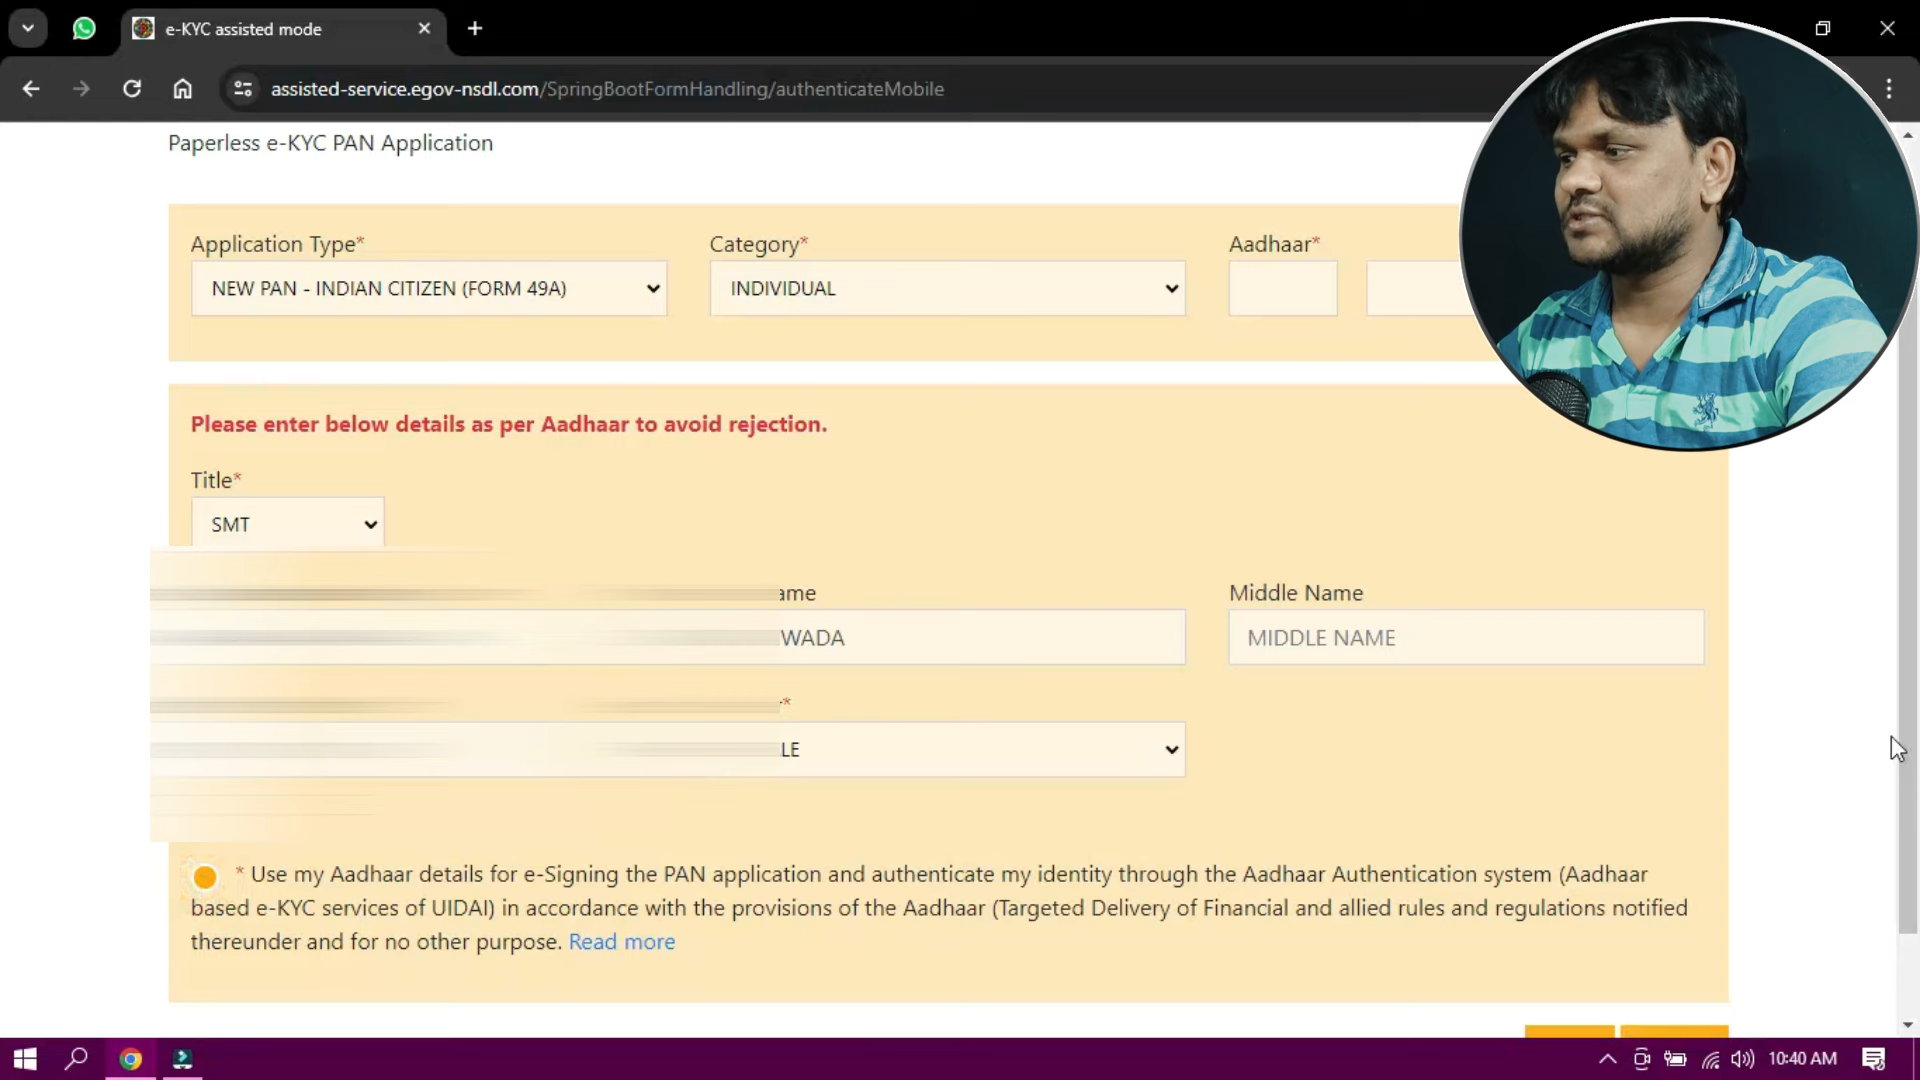 e-KYC assisted mode
assisted-service.egov-nsdl.com/SpringBootFormHandling/authenticateMobile
Paperless e-KYC PAN Application
Application Type* Category* Aadhaar*
NEW PAN - INDIAN CITIZEN (FORM 49A) INDIVIDUAL
Please enter below details as per Aadhaar to avoid rejection.
Title*
SMT
ame Middle Name
WADA MIDDLE NAME
*
LE
* Use my Aadhaar details for e-Signing the PAN application and authenticate my identity through the Aadhaar Authentication system (Aadhaar
based e-KYC services of UIDAI) in accordance with the provisions of the Aadhaar (Targeted Delivery of Financial and allied rules and regulations notified
thereunder and for no other purpose. Read more
10:40 AM